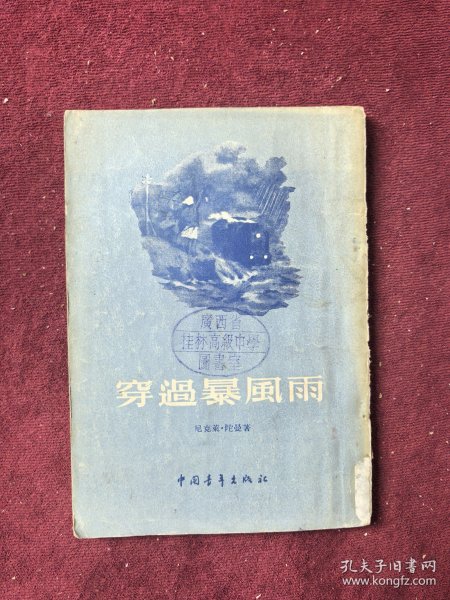 廣西省
桂林高級中學
圖書室
穿過暴風雨
尼克萊·陀曼著
中国青年出版社
孔夫子旧书网
www.kongfz.com